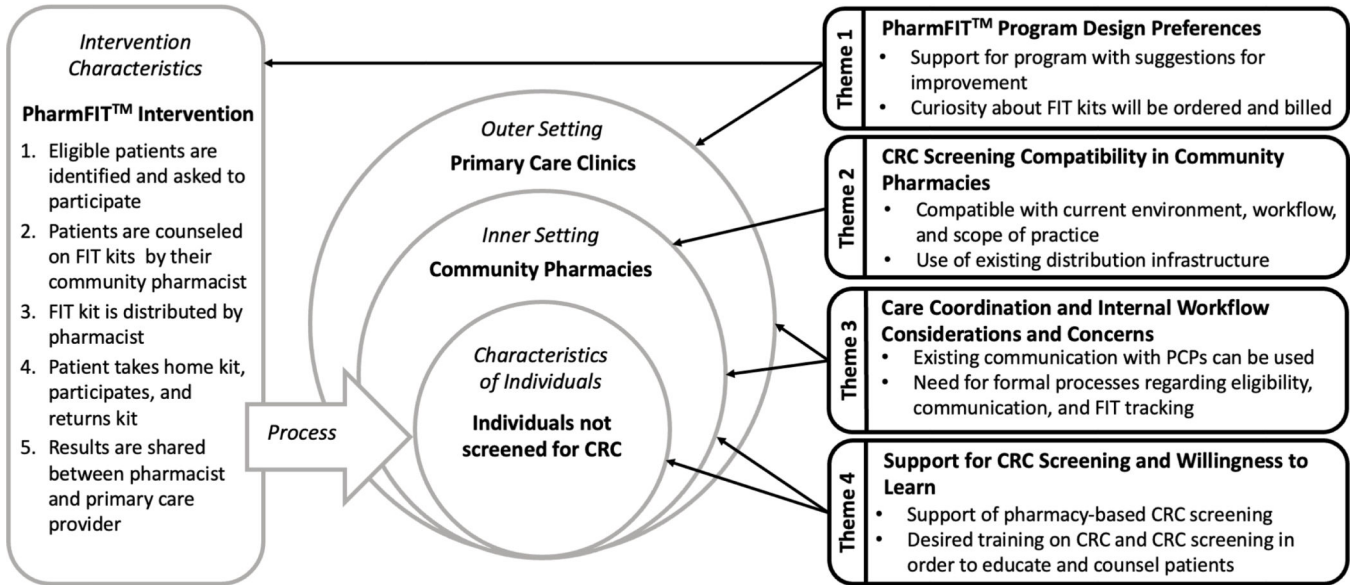 Intervention
Characteristics
PharmFIT™ Intervention
1. Eligible patients are
identified and asked to
participate
2. Patients are counseled
on FIT kits by their
community pharmacist
3. FIT kit is distributed by
pharmacist
4. Patient takes home kit,
participates, and
returns kit
5. Results are shared
between pharmacist
and primary care
provider
Process
Outer Setting
Primary Care Clinics
Inner Setting
Community Pharmacies
Characteristics
of Individuals
Individuals not
screened for CRC
Theme 1
PharmFIT™ Program Design Preferences
• Support for program with suggestions for
improvement
• Curiosity about FIT kits will be ordered and billed
Theme 2
CRC Screening Compatibility in Community
Pharmacies
• Compatible with current environment, workflow,
and scope of practice
• Use of existing distribution infrastructure
Theme 3
Care Coordination and Internal Workflow
Considerations and Concerns
• Existing communication with PCPs can be used
• Need for formal processes regarding eligibility,
communication, and FIT tracking
Theme 4
Support for CRC Screening and Willingness to
Learn
• Support of pharmacy-based CRC screening
• Desired training on CRC and CRC screening in
order to educate and counsel patients